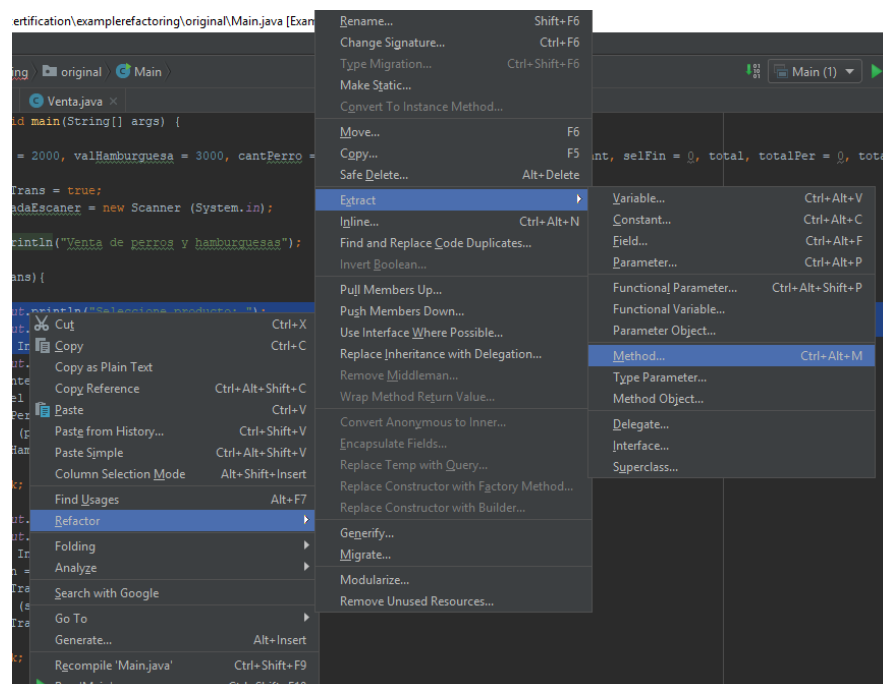 ertification\examplerefactoring\original\Main.java [Exam
ing original Main
Main (1)
Venta.java
id main(String[] args) {
= 2000, valHamburguesa = 3000, cantPerro =
nt, selFin = 0, total, totalPer = 0, tota
Trans = true;
adaEscaner = new Scanner (System.in);
rintln("Venta de perros y hamburguesas");
ans){
ut.println("Seleccione producto: ");
Cut Ctrl+X
Copy Ctrl+C
Copy as Plain Text
Copy Reference Ctrl+Alt+Shift+C
Paste Ctrl+V
Paste from History... Ctrl+Shift+V
Paste Simple Ctrl+Alt+Shift+V
Column Selection Mode Alt+Shift+Insert
Find Usages Alt+F7
Refactor
Folding
Analyze
Search with Google
Go To
Generate... Alt+Insert
Recompile 'Main.java' Ctrl+Shift+F9
Rename... Shift+F6
Change Signature... Ctrl+F6
Type Migration... Ctrl+Shift+F6
Make Static...
Convert To Instance Method...
Move... F6
Copy... F5
Safe Delete... Alt+Delete
Extract
Inline... Ctrl+Alt+N
Find and Replace Code Duplicates...
Invert Boolean...
Pull Members Up...
Push Members Down...
Use Interface Where Possible...
Replace Inheritance with Delegation...
Remove Middleman...
Wrap Method Return Value...
Convert Anonymous to Inner...
Encapsulate Fields...
Replace Temp with Query...
Replace Constructor with Factory Method...
Replace Constructor with Builder...
Generify...
Migrate...
Modularize...
Remove Unused Resources...
Variable... Ctrl+Alt+V
Constant... Ctrl+Alt+C
Field... Ctrl+Alt+F
Parameter... Ctrl+Alt+P
Functional Parameter... Ctrl+Alt+Shift+P
Functional Variable...
Parameter Object...
Method... Ctrl+Alt+M
Type Parameter...
Method Object...
Delegate...
Interface...
Superclass...